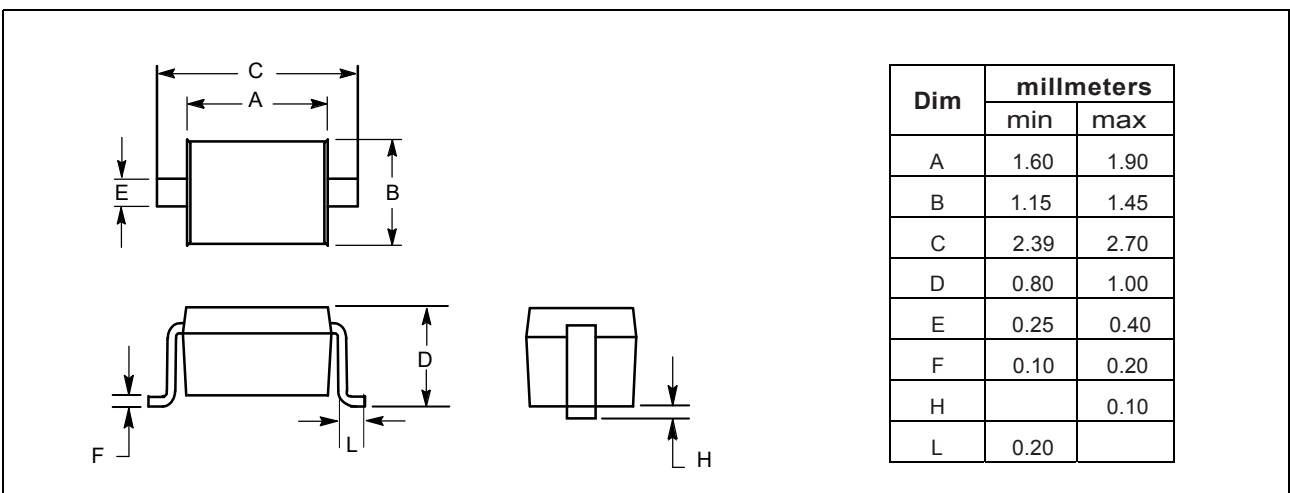 C
A
E
B
D
F
L
H
Dim millmeters
min max
A 1.60 1.90
B 1.15 1.45
C 2.39 2.70
D 0.80 1.00
E 0.25 0.40
F 0.10 0.20
H 0.10
L 0.20